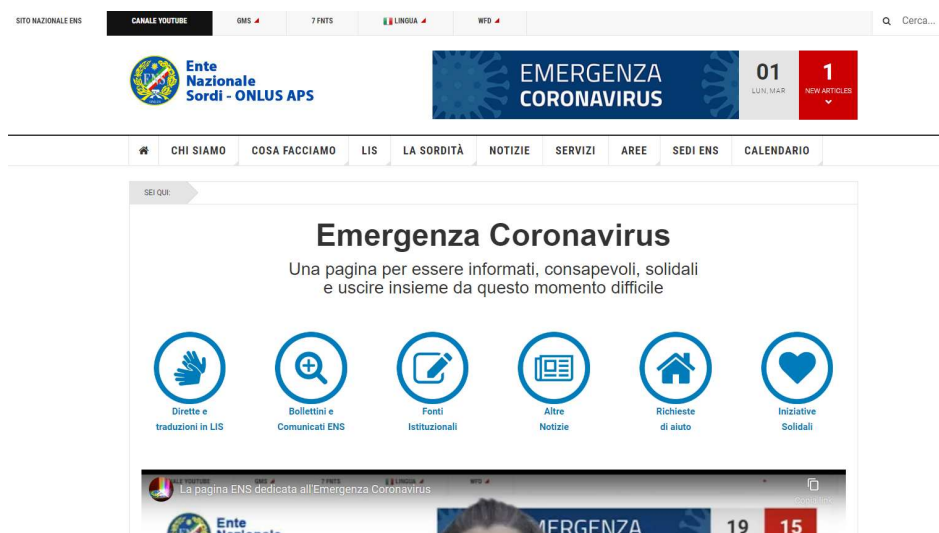 SITO NAZIONALE ENS
CANALE YOUTUBE
GMS
7 FNTS
LINGUA
WFD
Cerca...
Ente
Nazionale
Sordi - ONLUS APS
EMERGENZA
CORONAVIRUS
01
LUN, MAR
1
NEW ARTICLES
CHI SIAMO
COSA FACCIAMO
LIS
LA SORDITÀ
NOTIZIE
SERVIZI
AREE
SEDI ENS
CALENDARIO
SEI QUI:
Emergenza Coronavirus
Una pagina per essere informati, consapevoli, solidali
e uscire insieme da questo momento difficile
Dirette e
traduzioni in LIS
Bollettini e
Comunicati ENS
Fonti
Istituzionali
Altre
Notizie
Richieste
di aiuto
Iniziative
Solidali
La pagina ENS dedicata all'Emergenza Coronavirus
Ente
EMERGENZA
19
15